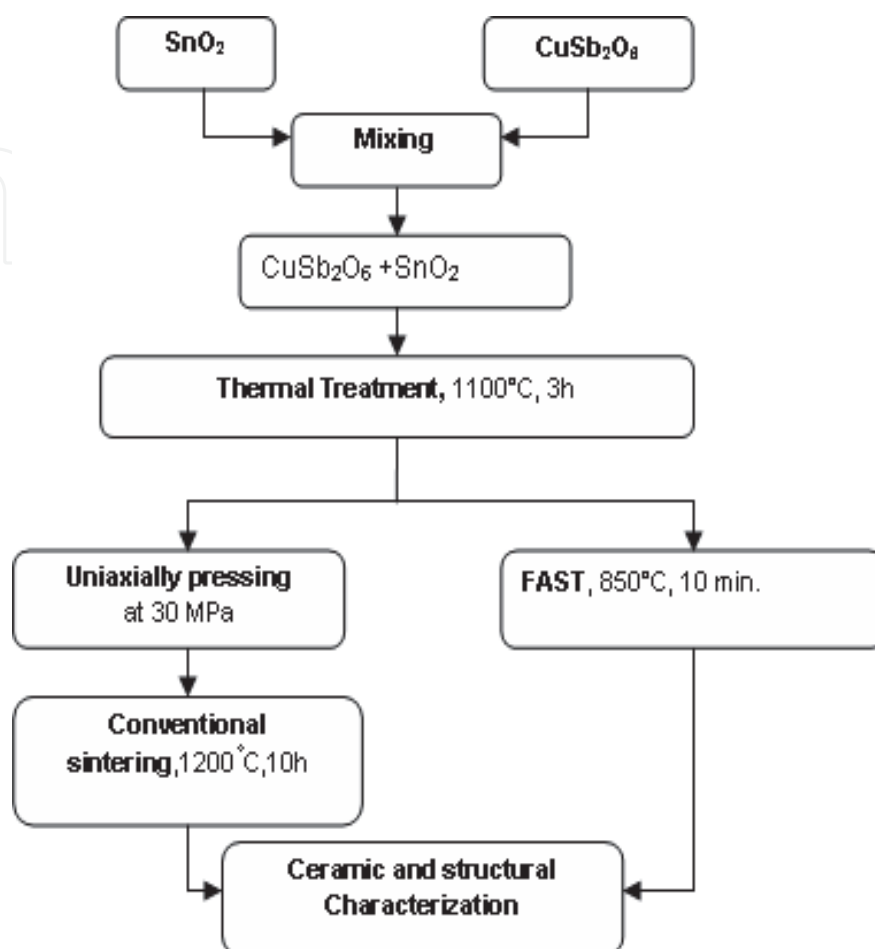 SnO₂
CuSb₂O₆
Mixing
CuSb₂O₆ +SnO₂
Thermal Treatment, 1100°C, 3h
Uniaxially pressing
at 30 MPa
FAST, 850°C, 10 min.
Conventional
sintering,1200°C,10h
Ceramic and structural
Characterization